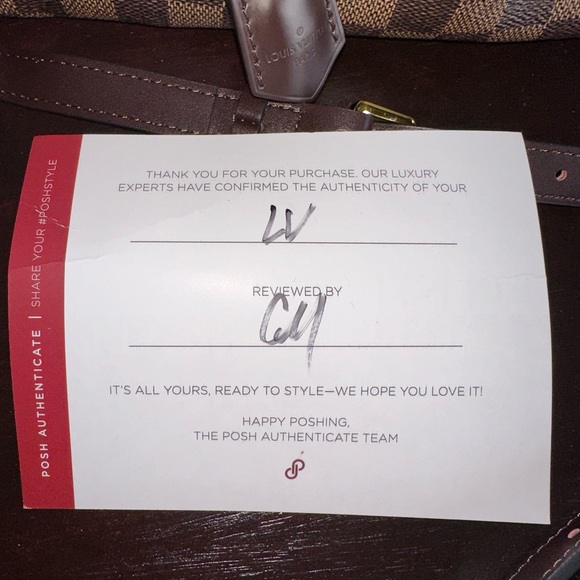 LOUIS VUITTON
THANK YOU FOR YOUR PURCHASE. OUR LUXURY
EXPERTS HAVE CONFIRMED THE AUTHENTICITY OF YOUR
LV
REVIEWED BY
IT'S ALL YOURS, READY TO STYLE—WE HOPE YOU LOVE IT!
HAPPY POSHING,
THE POSH AUTHENTICATE TEAM
POSH AUTHENTICATE | SHARE YOUR #POSHSTYLE